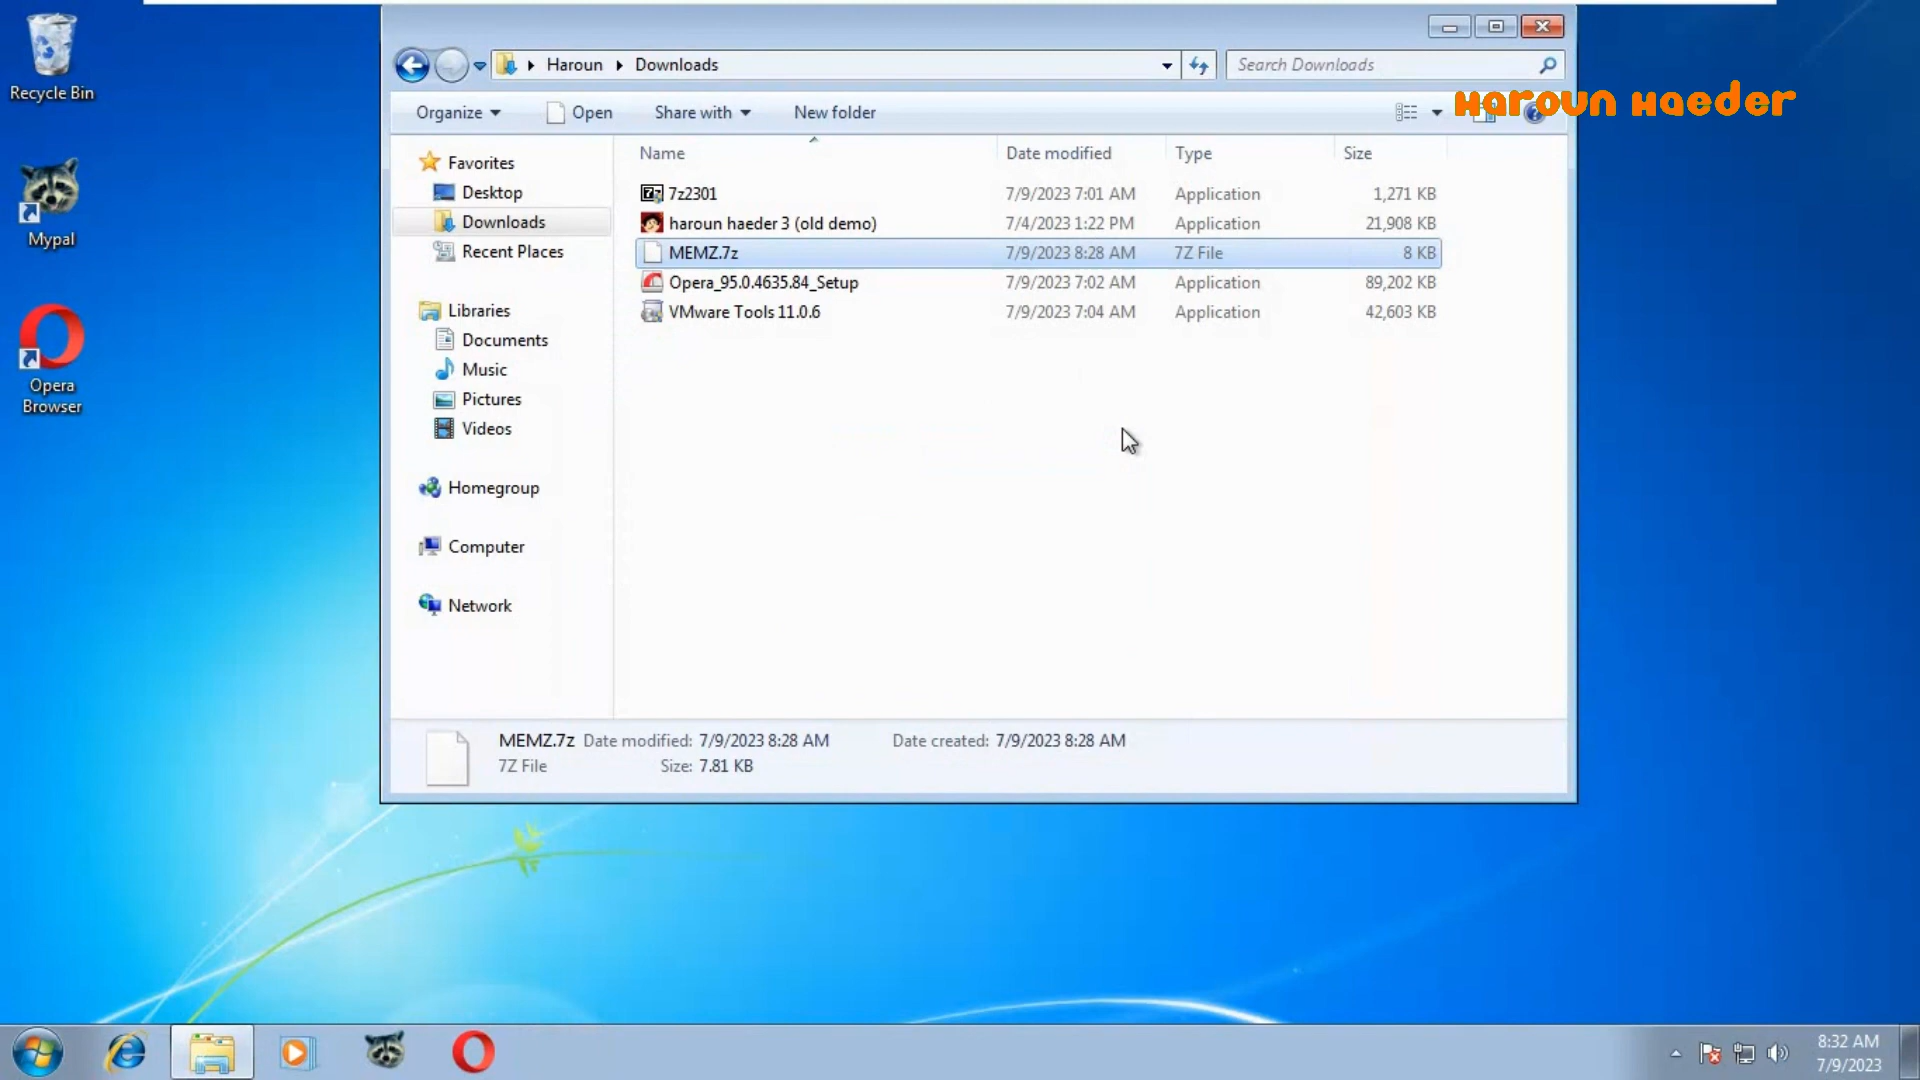 Recycle Bin
Mypal
Opera
Browser
Haroun Downloads
Search Downloads
Organize Open Share with New folder
Haroun Haeder
Favorites
Desktop
Downloads
Recent Places
Libraries
Documents
Music
Pictures
Videos
Homegroup
Computer
Network
Name Date modified Type Size
7z2301 7/9/2023 7:01 AM Application 1,271 KB
haroun haeder 3 (old demo) 7/4/2023 1:22 PM Application 21,908 KB
MEMZ.7z 7/9/2023 8:28 AM 7Z File 8 KB
Opera_95.0.4635.84_Setup 7/9/2023 7:02 AM Application 89,202 KB
VMware Tools 11.0.6 7/9/2023 7:04 AM Application 42,603 KB
MEMZ.7z Date modified: 7/9/2023 8:28 AM Date created: 7/9/2023 8:28 AM
7Z File Size: 7.81 KB
8:32 AM
7/9/2023